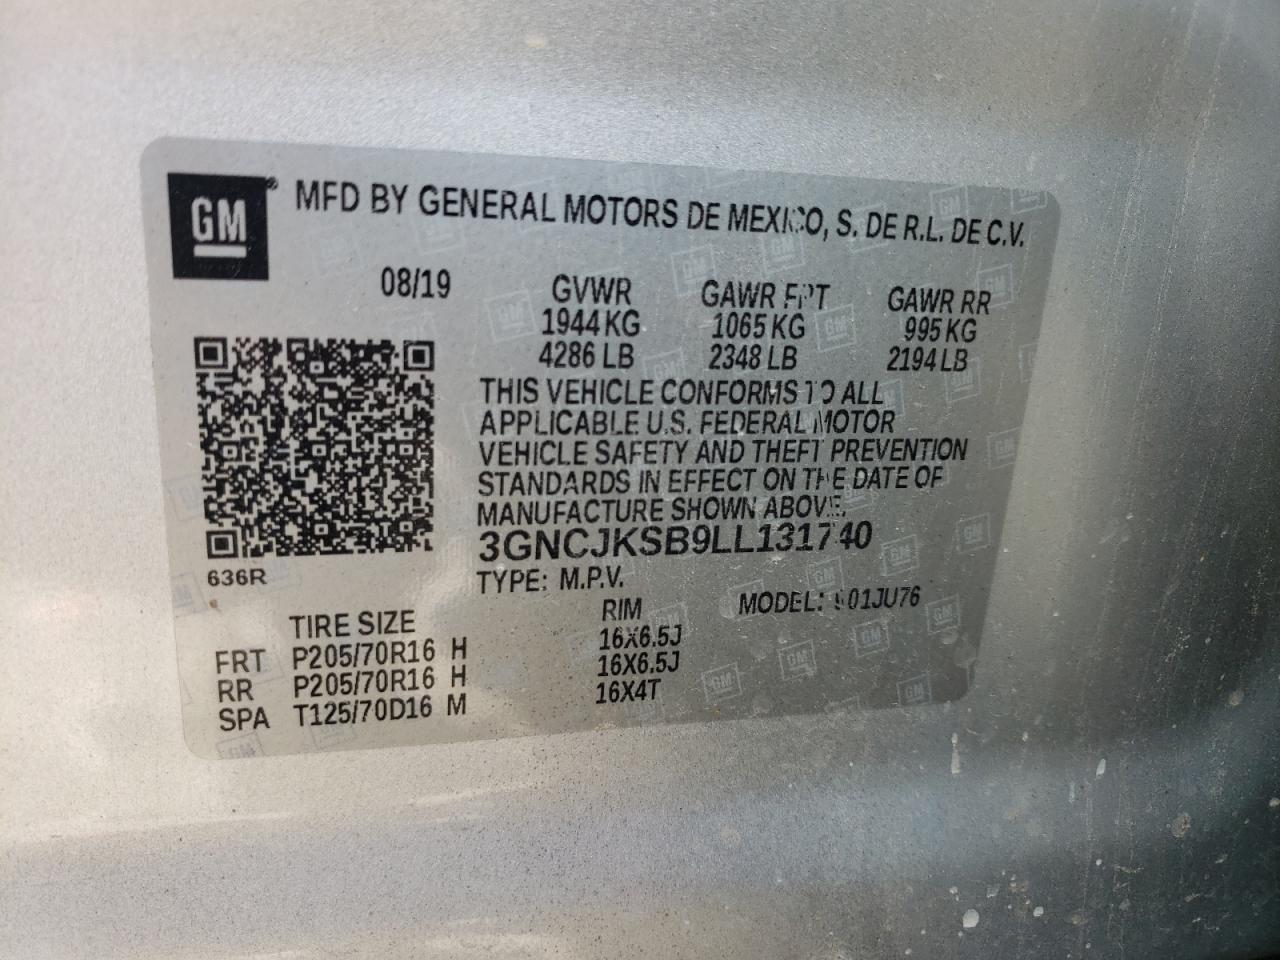 GM® MFD BY GENERAL MOTORS DE MEXICO, S. DE R.L. DE C.V.
08/19 GVWR GAWR FRT GAWR RR
1944 KG 1065 KG 995 KG
4286 LB 2348 LB 2194 LB
THIS VEHICLE CONFORMS TO ALL
APPLICABLE U.S. FEDERAL MOTOR
VEHICLE SAFETY AND THEFT PREVENTION
STANDARDS IN EFFECT ON THE DATE OF
MANUFACTURE SHOWN ABOVE.
3GNCJKSB9LL131740
636R TYPE: M.P.V. MODEL: 01JU76
TIRE SIZE RIM
FRT P205/70R16 H 16X6.5J
RR P205/70R16 H 16X6.5J
SPA T125/70D16 M 16X4T